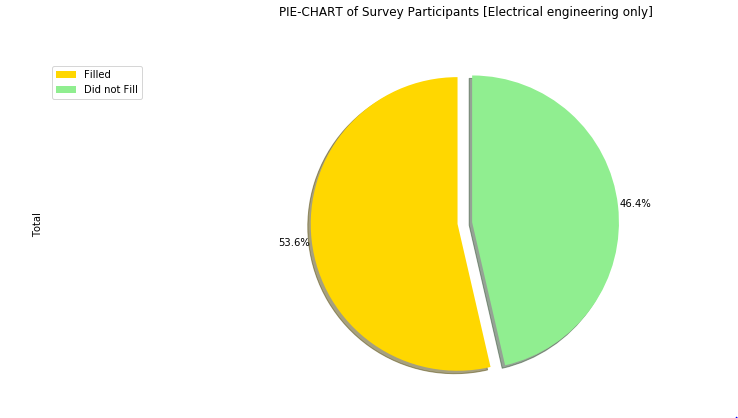 PIE-CHART of Survey Participants [Electrical engineering only]
Filled
Did not Fill
46.4%
Total
53.6%